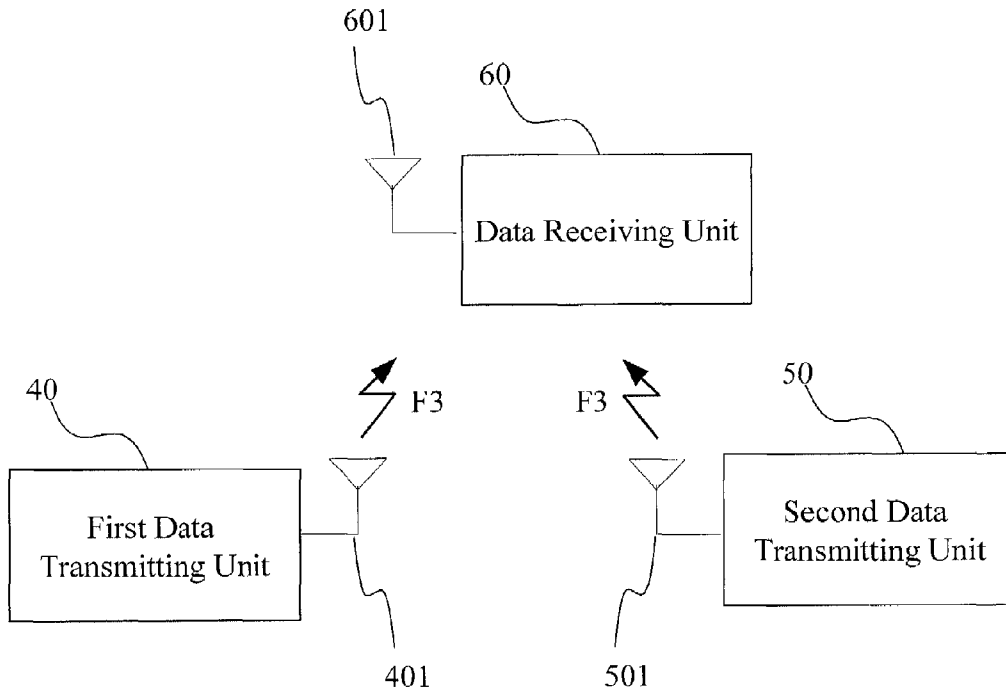 601
60
Data Receiving Unit
40
F3
F3
50
First Data
Transmitting Unit
Second Data
Transmitting Unit
401
501